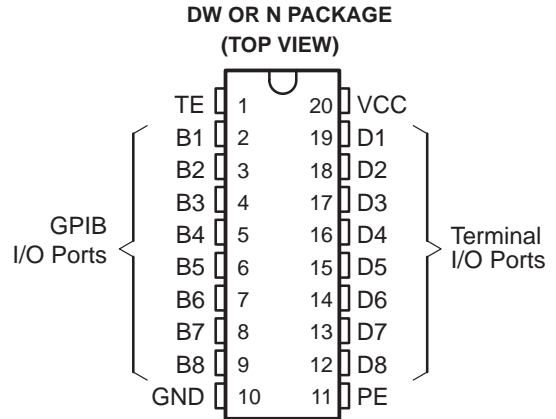 DW OR N PACKAGE
(TOP VIEW)
TE 1 20 VCC
B1 2 19 D1
B2 3 18 D2
B3 4 17 D3
B4 5 16 D4
B5 6 15 D5
B6 7 14 D6
B7 8 13 D7
B8 9 12 D8
GND 10 11 PE
GPIB
I/O Ports
Terminal
I/O Ports